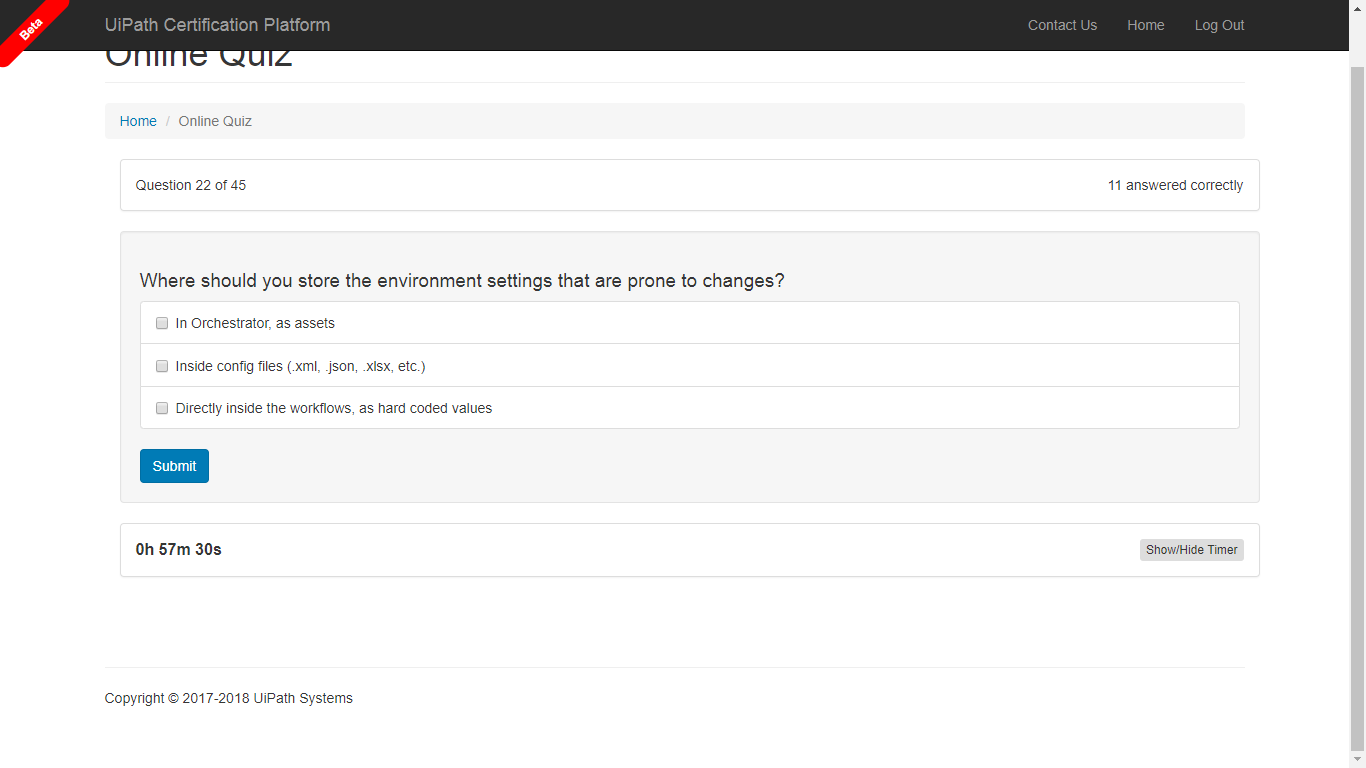 Beta
UiPath Certification Platform
Contact Us
Home
Log Out
Online Quiz
Home / Online Quiz
Question 22 of 45
11 answered correctly
Where should you store the environment settings that are prone to changes?
In Orchestrator, as assets
Inside config files (.xml, .json, .xlsx, etc.)
Directly inside the workflows, as hard coded values
Submit
0h 57m 30s
Show/Hide Timer
Copyright © 2017-2018 UiPath Systems